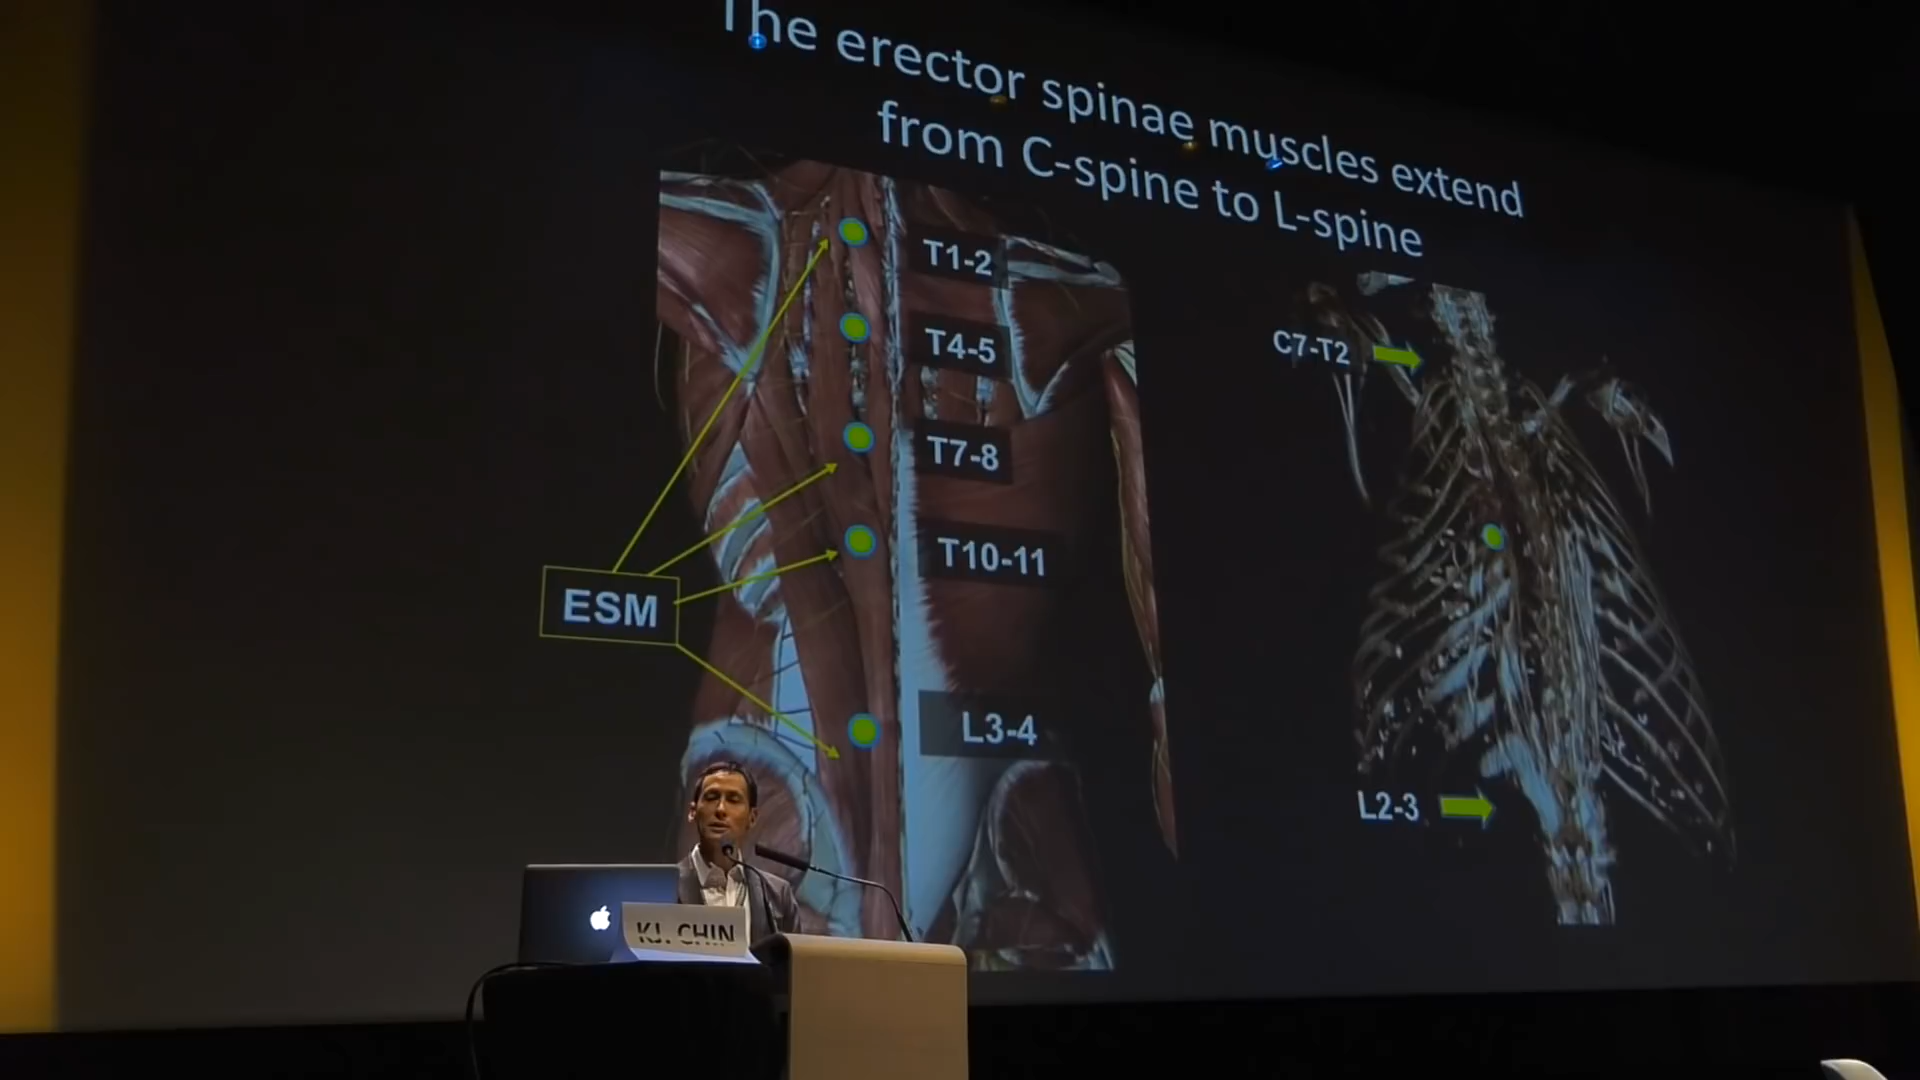 The erector spinae muscles extend
from C-spine to L-spine
T1-2
T4-5
T7-8
T10-11
L3-4
ESM
C7-T2
L2-3
KJ. CHIN